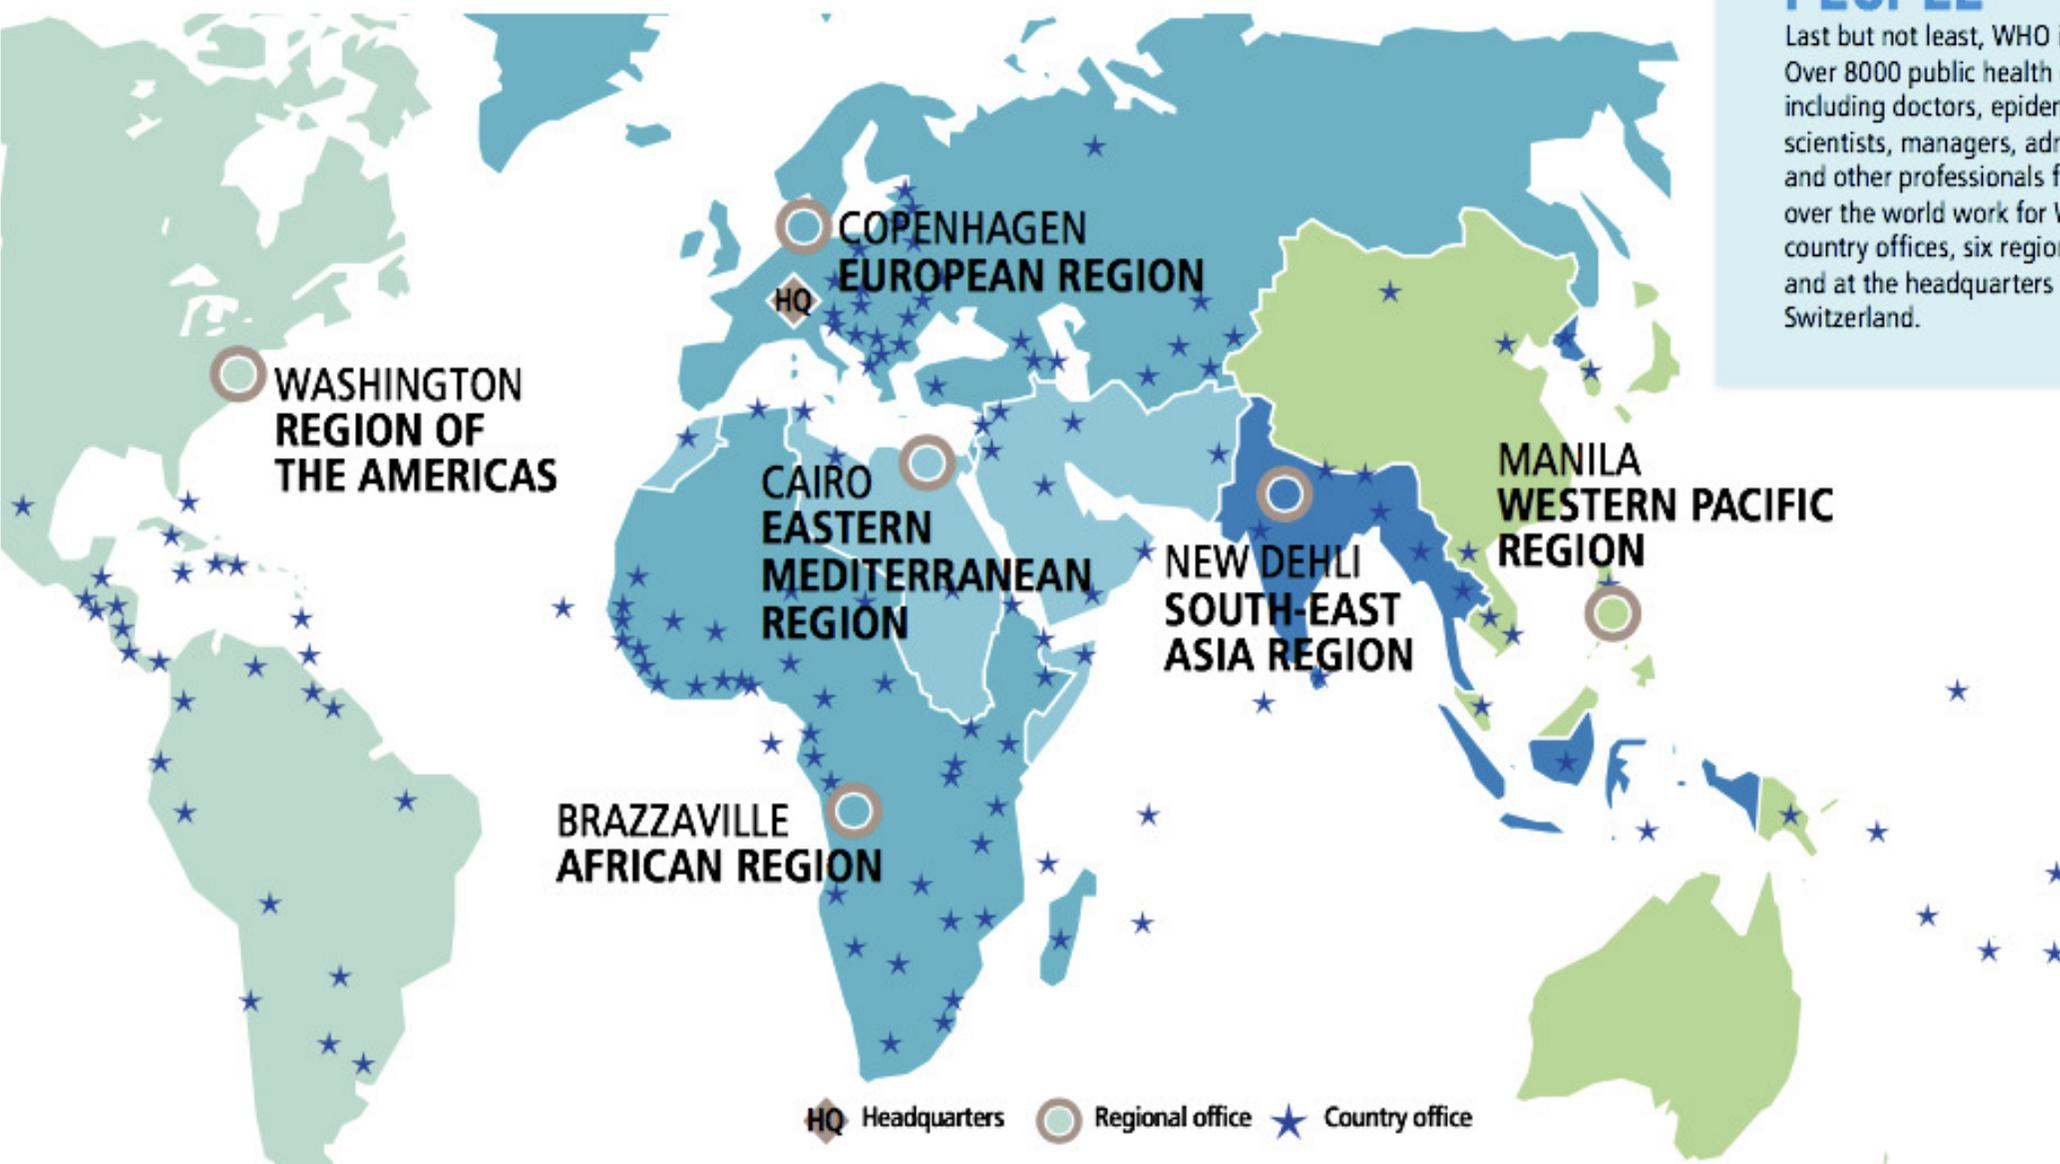 PEOPLE
Last but not least, WHO
Over 8000 public health
including doctors, epider
scientists, managers, adr
and other professionals f
over the world work for
country offices, six region
and at the headquarters
Switzerland.
COPENHAGEN
EUROPEAN REGION
HQ
WASHINGTON
REGION OF
THE AMERICAS
CAIRO
EASTERN
MEDITERRANEAN
REGION
MANILA
WESTERN PACIFIC
REGION
NEW DEHLI
SOUTH-EAST
ASIA REGION
BRAZZAVILLE
AFRICAN REGION
HQ Headquarters Regional office Country office